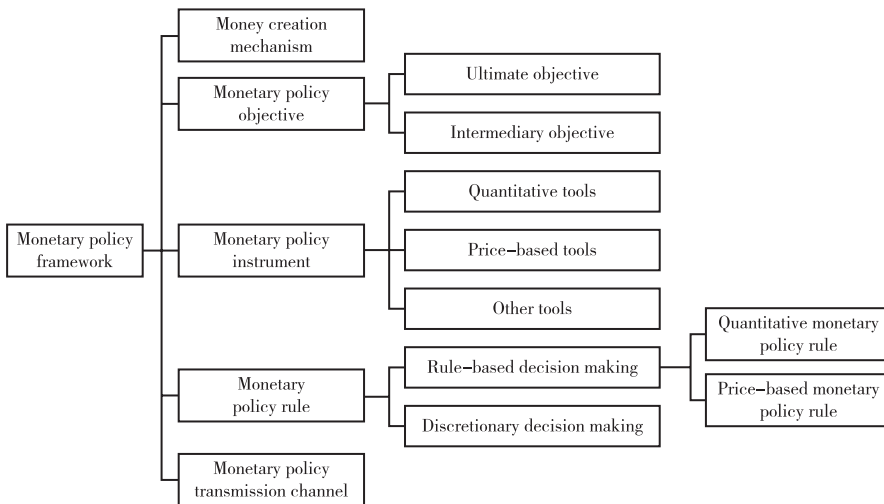 Money creation
mechanism
Monetary policy
objective
Ultimate objective
Intermediary objective
Quantitative tools
Monetary policy
framework
Monetary policy
instrument
Price-based tools
Other tools
Quantitative monetary
policy rule
Rule-based decision making
Monetary
policy rule
Price-based monetary
policy rule
Discretionary decision making
Monetary policy
transmission channel